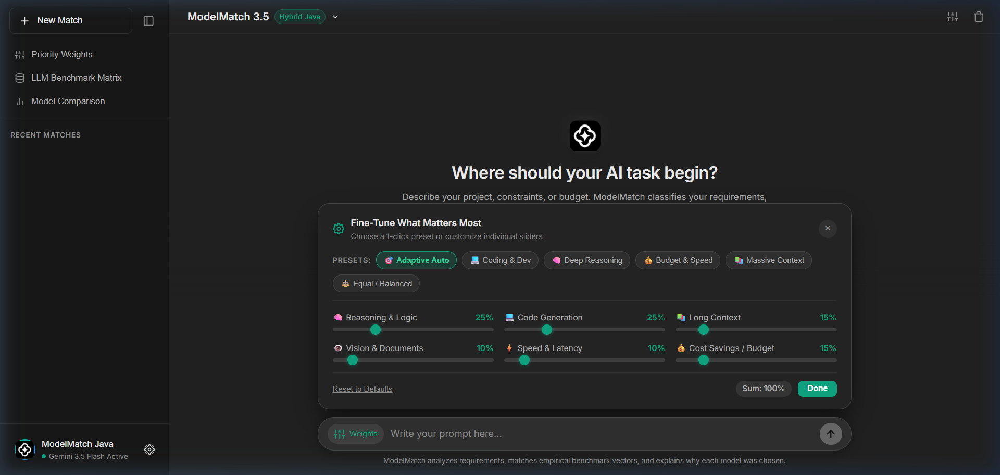 New Match
Priority Weights
LLM Benchmark Matrix
Model Comparison
RECENT MATCHES
ModelMatch Java
Gemini 3.5 Flash Active
ModelMatch 3.5
Hybrid Java
Where should your AI task begin?
Describe your project, constraints, or budget. ModelMatch classifies your requirements,
Fine-Tune What Matters Most
Choose a 1-click preset or customize individual sliders
PRESETS: Adaptive Auto Coding & Dev Deep Reasoning Budget & Speed Massive Context
Equal / Balanced
Reasoning & Logic 25% Code Generation 25% Long Context 15%
Vision & Documents 10% Speed & Latency 10% Cost Savings / Budget 15%
Reset to Defaults Sum: 100% Done
Weights Write your prompt here...
ModelMatch analyzes requirements, matches empirical benchmark vectors, and explains why each model was chosen.